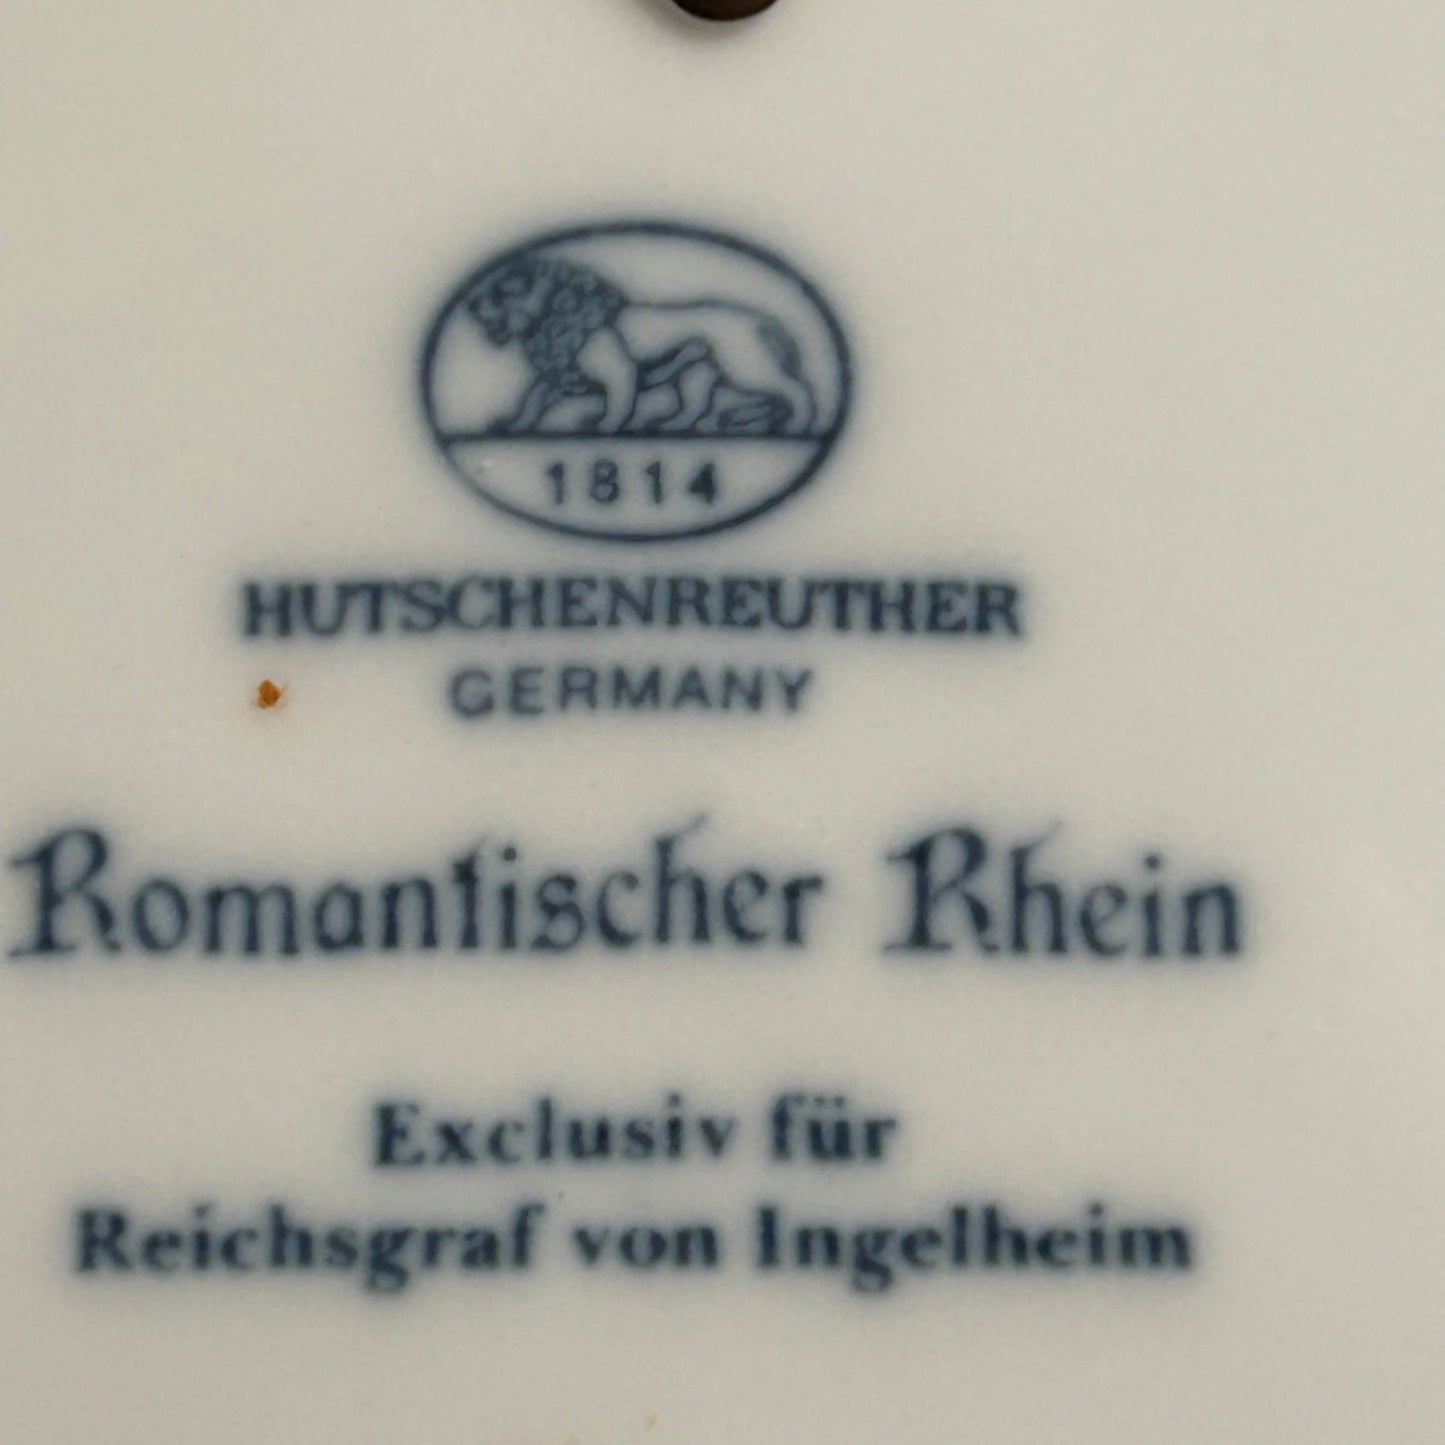 1814
HUTSCHENREUTHER
GERMANY
Romantischer Rhein
Exclusiv für
Reichsgraf von Ingelheim